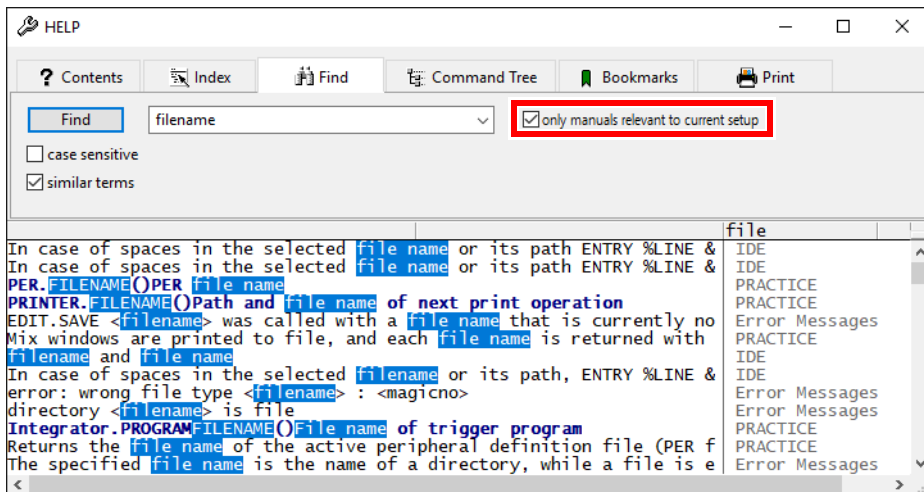 HELP
? Contents Index Find Command Tree Bookmarks Print
Find filename only manuals relevant to current setup
case sensitive
similar terms
file
In case of spaces in the selected file name or its path ENTRY %LINE & IDE
In case of spaces in the selected file name or its path ENTRY %LINE & IDE
PER.FILENAME()PER file name PRACTICE
PRINTER.FILENAME()Path and file name of next print operation PRACTICE
EDIT.SAVE <filename> was called with a file name that is currently no Error Messages
Mix windows are printed to file, and each file name is returned with PRACTICE
filename and file name IDE
In case of spaces in the selected filename or its path, ENTRY %LINE & IDE
error: wrong file type <filename> : <magicno> Error Messages
directory <filename> is file Error Messages
Integrator.PROGRAMFILENAME()File name of trigger program PRACTICE
Returns the file name of the active peripheral definition file (PER f PRACTICE
The specified file name is the name of a directory, while a file is e Error Messages